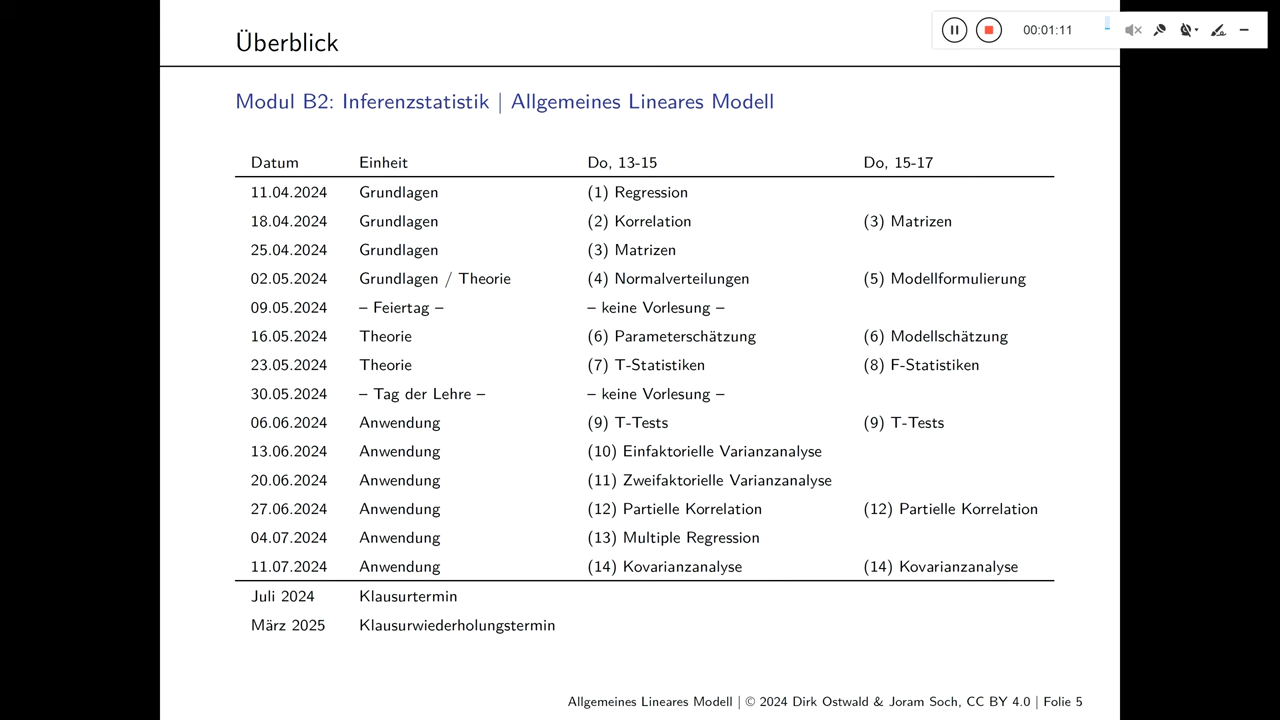 Überblick
00:01:11
Modul B2: Inferenzstatistik | Allgemeines Lineares Modell
Datum Einheit Do, 13-15 Do, 15-17
11.04.2024 Grundlagen (1) Regression
18.04.2024 Grundlagen (2) Korrelation (3) Matrizen
25.04.2024 Grundlagen (3) Matrizen
02.05.2024 Grundlagen / Theorie (4) Normalverteilungen (5) Modellformulierung
09.05.2024 – Feiertag – – keine Vorlesung –
16.05.2024 Theorie (6) Parameterschätzung (6) Modellschätzung
23.05.2024 Theorie (7) T-Statistiken (8) F-Statistiken
30.05.2024 – Tag der Lehre – – keine Vorlesung –
06.06.2024 Anwendung (9) T-Tests (9) T-Tests
13.06.2024 Anwendung (10) Einfaktorielle Varianzanalyse
20.06.2024 Anwendung (11) Zweifaktorielle Varianzanalyse
27.06.2024 Anwendung (12) Partielle Korrelation (12) Partielle Korrelation
04.07.2024 Anwendung (13) Multiple Regression
11.07.2024 Anwendung (14) Kovarianzanalyse (14) Kovarianzanalyse
Juli 2024 Klausurtermin
März 2025 Klausurwiederholungstermin
Allgemeines Lineares Modell | © 2024 Dirk Ostwald & Joram Soch, CC BY 4.0 | Folie 5